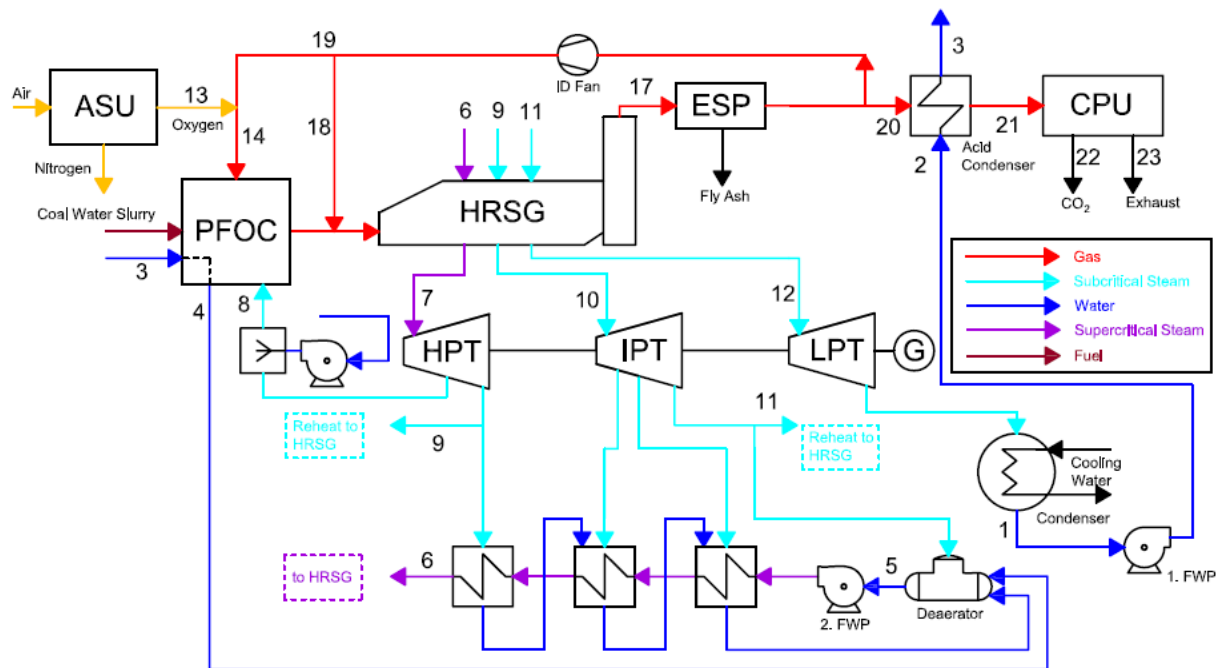 19
3
ID Fan
17
Air
ASU
13
Oxygen
14
18
6
9
11
ESP
20
21
CPU
Acid
Condenser
2
22
23
CO2
Exhaust
Nitrogen
Fly Ash
Coal Water Slurry
PFOC
HRSG
3
4
8
7
10
12
Gas
Subcritical Steam
Water
Supercritical Steam
Fuel
HPT
IPT
LPT
G
Reheat to
HRSG
9
11
Reheat to
HRSG
Cooling
Water
Condenser
1
1. FWP
to HRSG
6
5
2. FWP
Deaerator